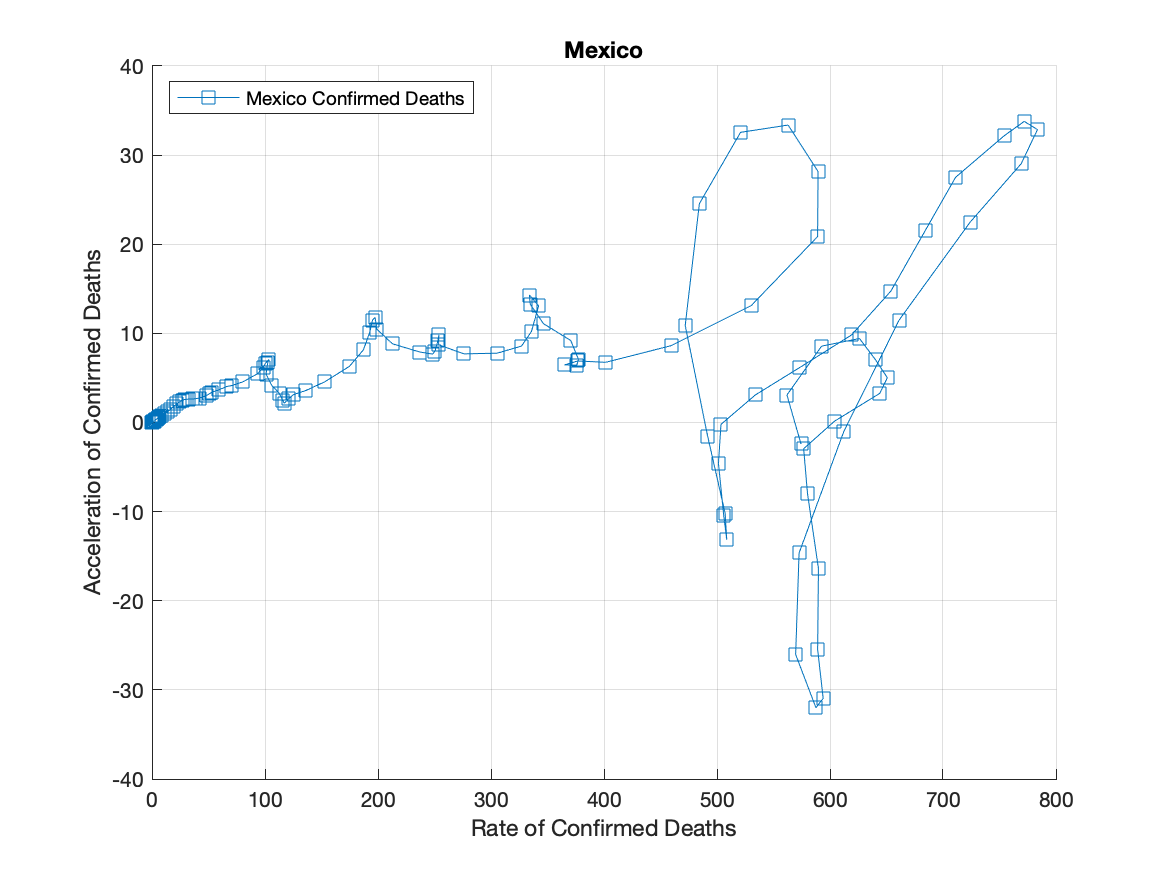 Mexico
Mexico Confirmed Deaths
40
30
20
10
0
-10
-20
-30
-40
Acceleration of Confirmed Deaths
0 100 200 300 400 500 600 700 800
Rate of Confirmed Deaths